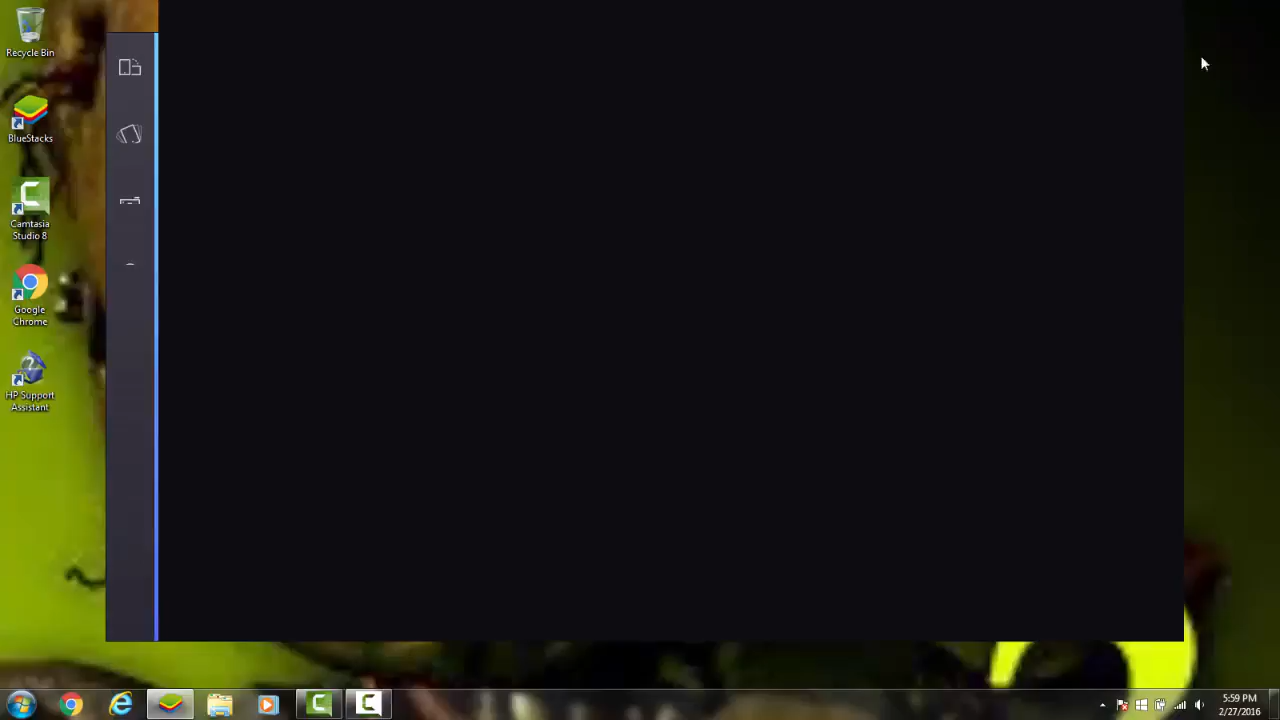 Recycle Bin
BlueStacks
Camtasia
Studio 8
Google
Chrome
HP Support
Assistant
5:59 PM
2/27/2016